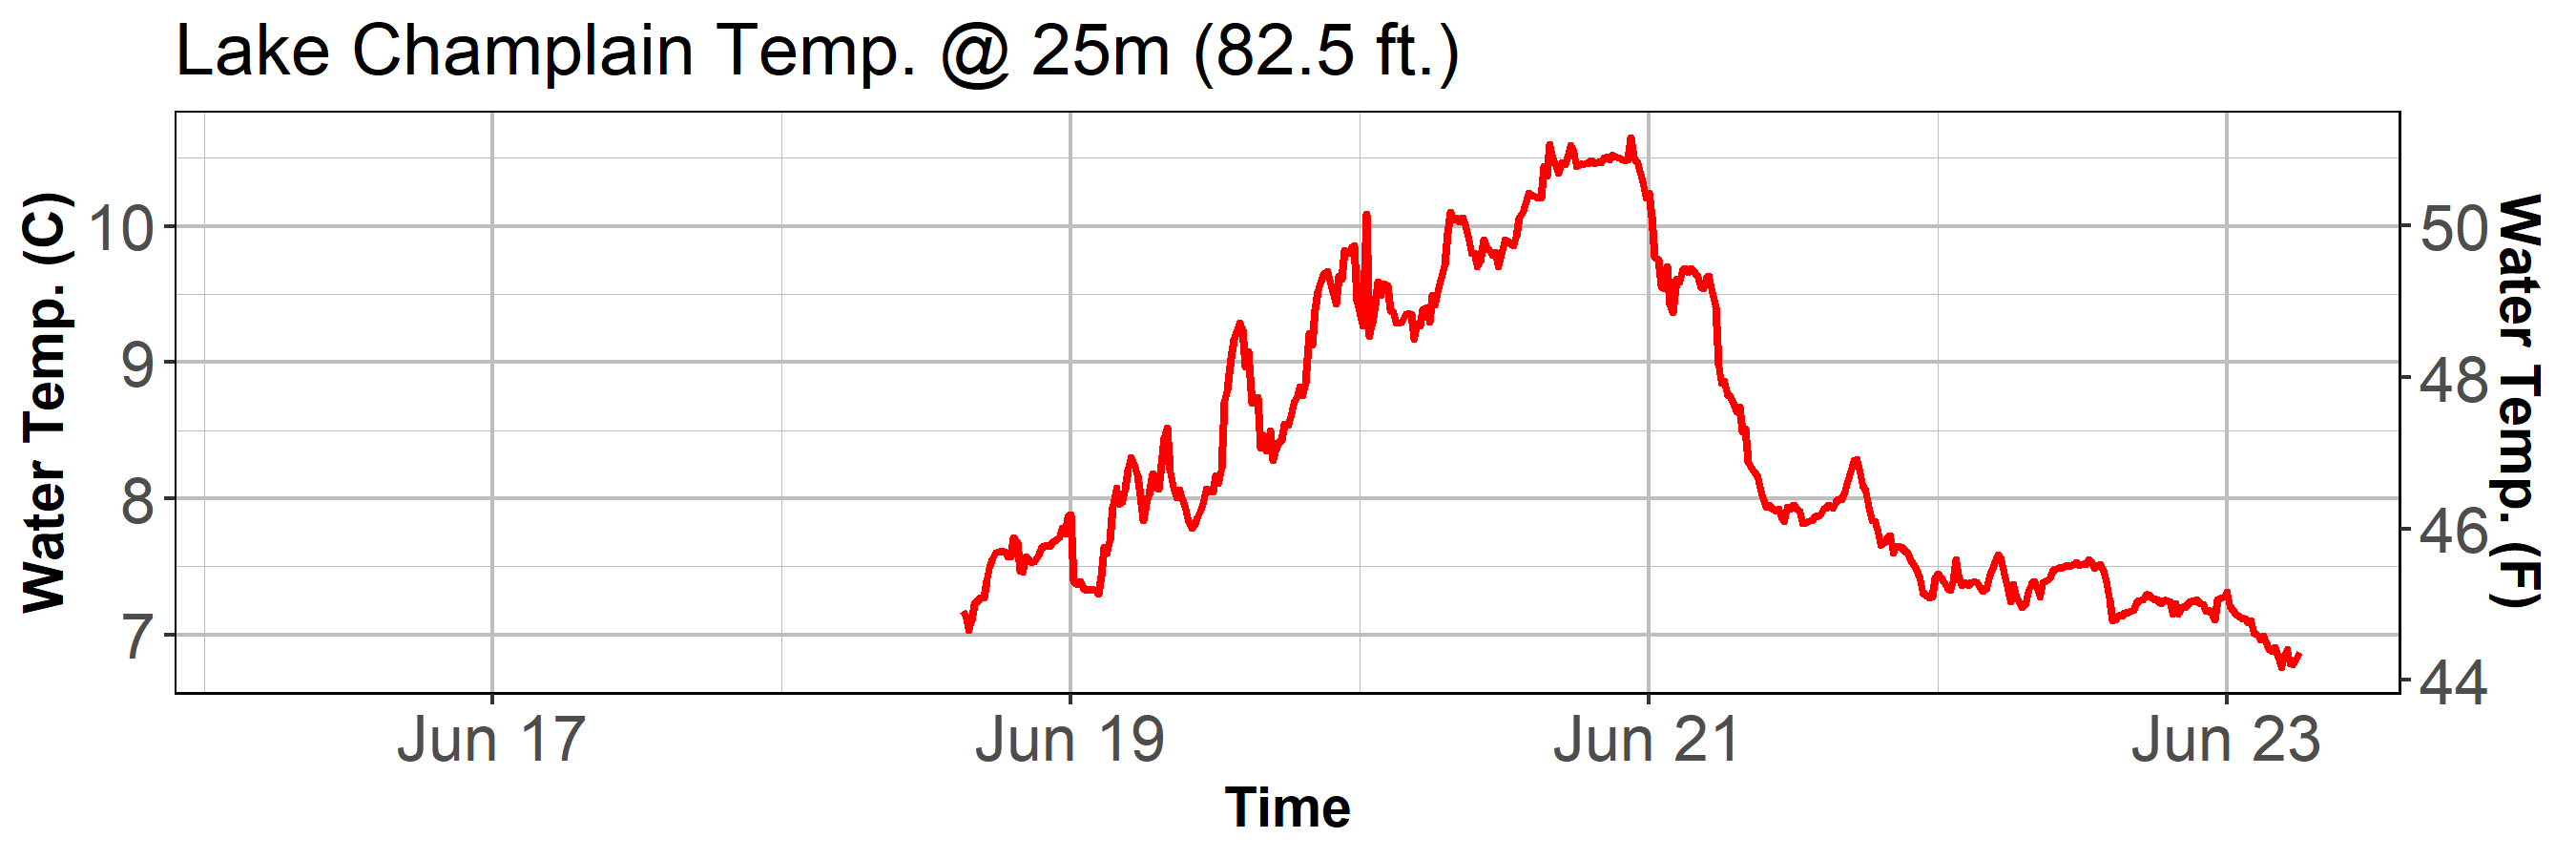 Lake Champlain Temp. @ 25m (82.5 ft.)
Water Temp. (C)
10
9
8
7
50
48
46
44
Water Temp. (F)
Jun 17
Jun 19
Jun 21
Jun 23
Time